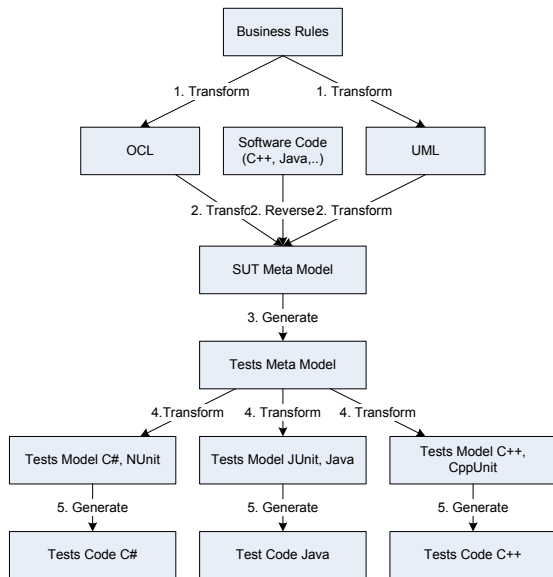 Business Rules
1. Transform
1. Transform
OCL
Software Code
(C++, Java,..)
UML
2. Transfo
2. Reverse
2. Transform
SUT Meta Model
3. Generate
Tests Meta Model
4.Transform
4. Transform
4. Transform
Tests Model C#, NUnit
Tests Model JUnit, Java
Tests Model C++,
CppUnit
5. Generate
5. Generate
5. Generate
Tests Code C#
Test Code Java
Tests Code C++